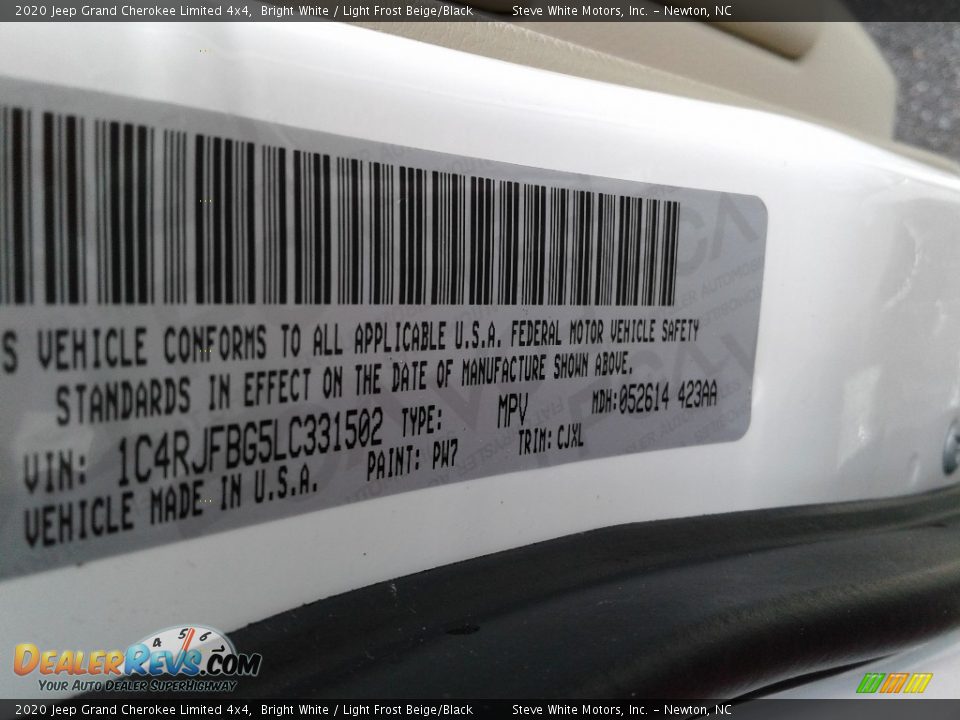 2020 Jeep Grand Cherokee Limited 4x4, Bright White / Light Frost Beige/Black Steve White Motors, Inc. – Newton, NC
S VEHICLE CONFORMS TO ALL APPLICABLE U.S.A. FEDERAL MOTOR VEHICLE SAFETY
STANDARDS IN EFFECT ON THE DATE OF MANUFACTURE SHOWN ABOVE.
VIN: 1C4RJFBG5LC331502 TYPE: MPV MDH:052614 423AA
VEHICLE MADE IN U.S.A. PAINT: PW7 TRIM: CJXL
4 5 6
DealerRevs.com
Your Auto Dealer SuperHighway
2020 Jeep Grand Cherokee Limited 4x4, Bright White / Light Frost Beige/Black Steve White Motors, Inc. – Newton, NC